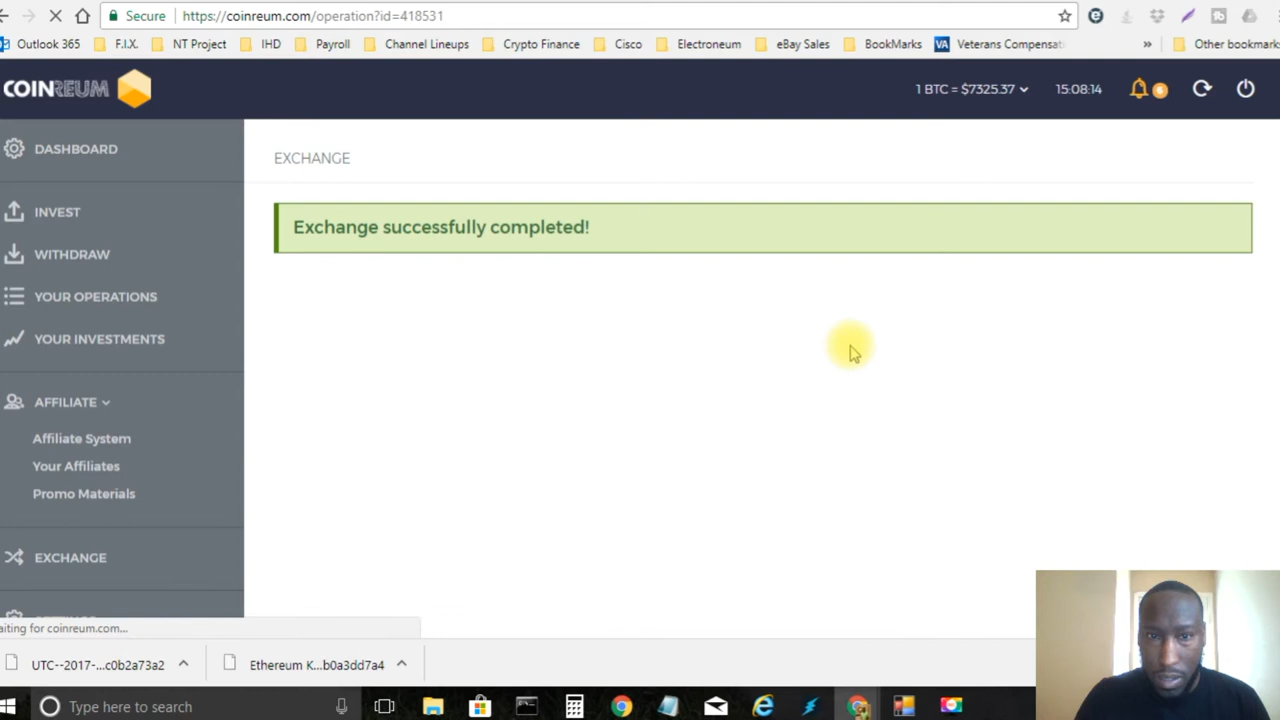 Secure
https://coinreum.com/operation?id=418531
Outlook 365 F.I.X. NT Project IHD Payroll Channel Lineups Crypto Finance Cisco Electroneum eBay Sales BookMarks VA Veterans Compensat » Other bookmarks
COINREUM
1 BTC = $7325.37
15:08:14
6
DASHBOARD
INVEST
WITHDRAW
YOUR OPERATIONS
YOUR INVESTMENTS
AFFILIATE
Affiliate System
Your Affiliates
Promo Materials
EXCHANGE
EXCHANGE
Exchange successfully completed!
aiting for coinreum.com...
UTC--2017-...c0b2a73a2
Ethereum K...b0a3dd7a4
Type here to search